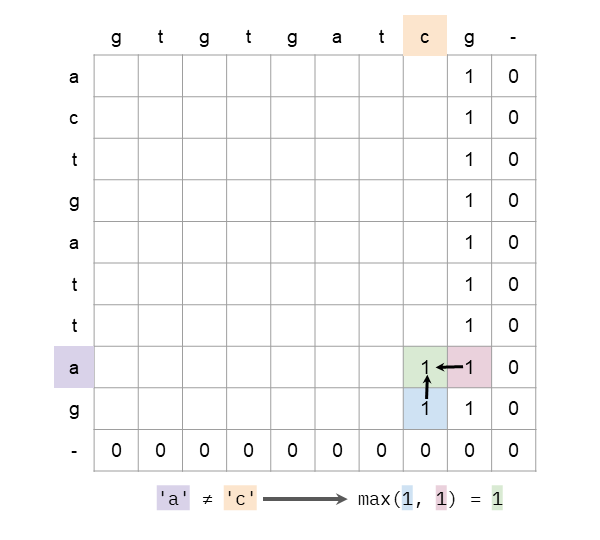 g t g t g a t c g -
a 1 0
c 1 0
t 1 0
g 1 0
a 1 0
t 1 0
t 1 0
a 1 1 0
g 1 1 0
- 0 0 0 0 0 0 0 0 0 0
'a' ≠ 'c' max(1, 1) = 1